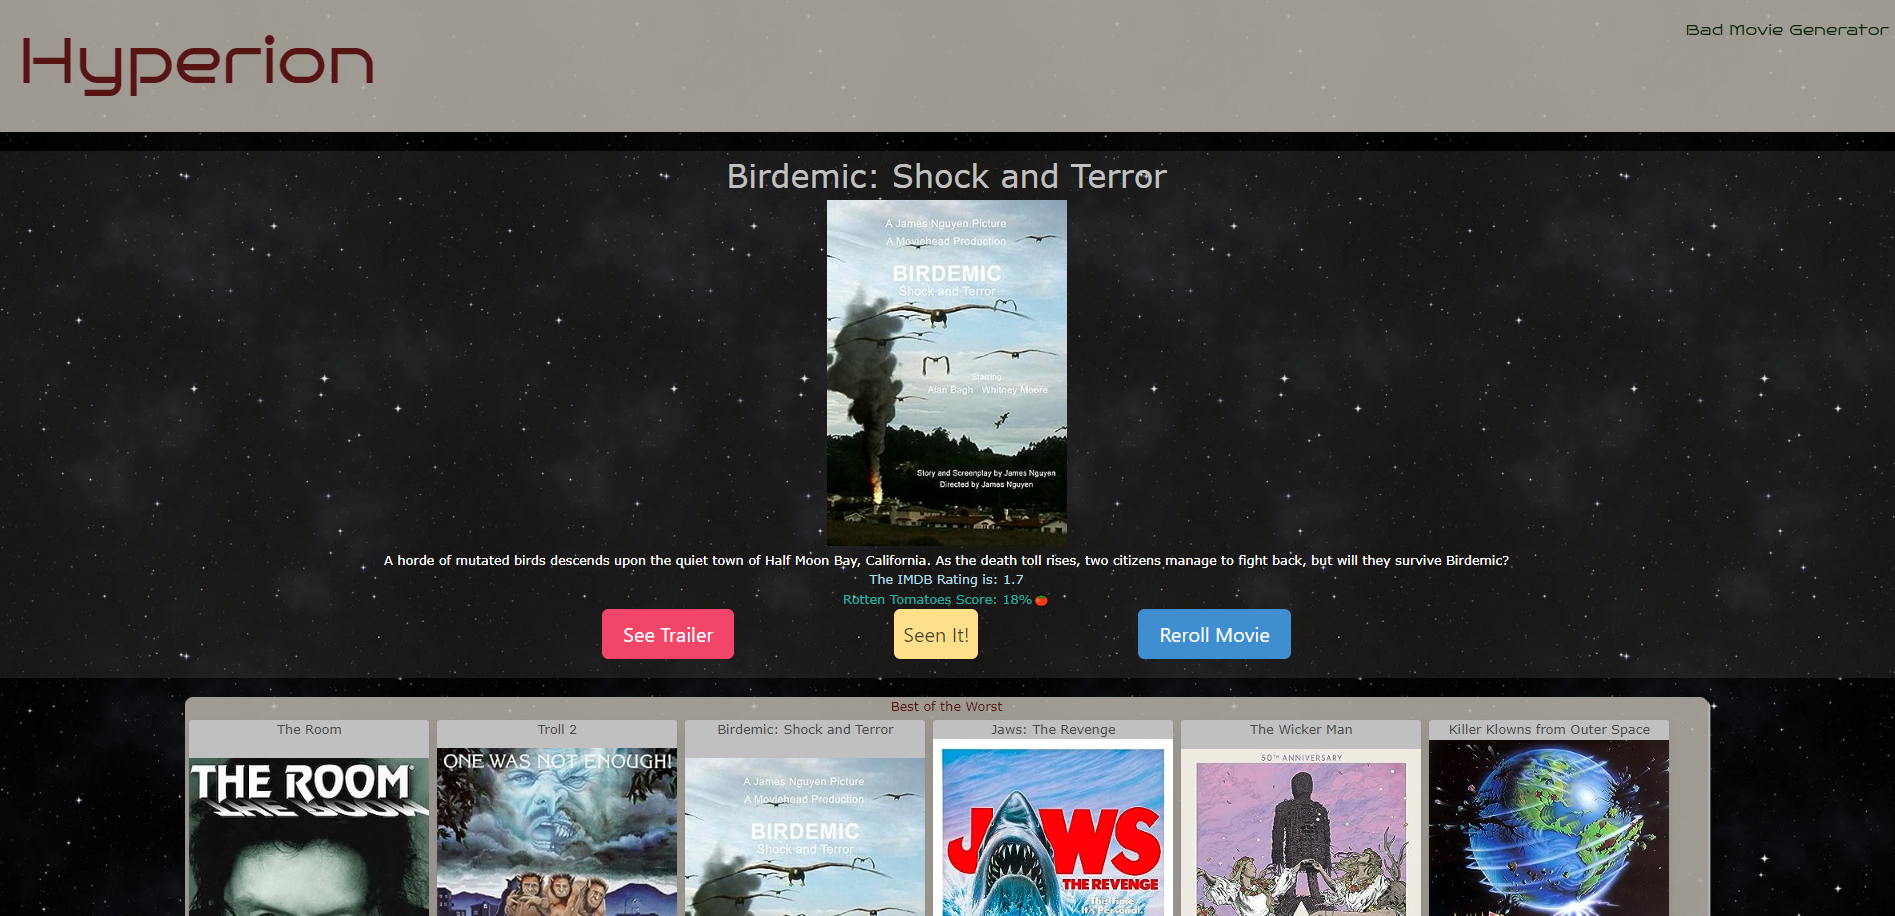 Hyperion
Bad Movie Generator
Birdemic: Shock and Terror
A James Nguyen Picture
A Moviehead Production
BIRDEMIC
Shock and Terror
Starring
Alan Bagh Whitney Moore
Story and Screenplay by James Nguyen
Directed by James Nguyen
A horde of mutated birds descends upon the quiet town of Half Moon Bay, California. As the death toll rises, two citizens manage to fight back, but will they survive Birdemic?
The IMDB Rating is: 1.7
Rotten Tomatoes Score: 18%
See Trailer
Seen It!
Reroll Movie
Best of the Worst
The Room
THE ROOM
Troll 2
ONE WAS NOT ENOUGH!
Birdemic: Shock and Terror
A James Nguyen Picture
A Moviehead Production
BIRDEMIC
Shock and Terror
Jaws: The Revenge
JAWS
THE REVENGE
This Time
It's Personal.
The Wicker Man
50TH ANNIVERSARY
Killer Klowns from Outer Space